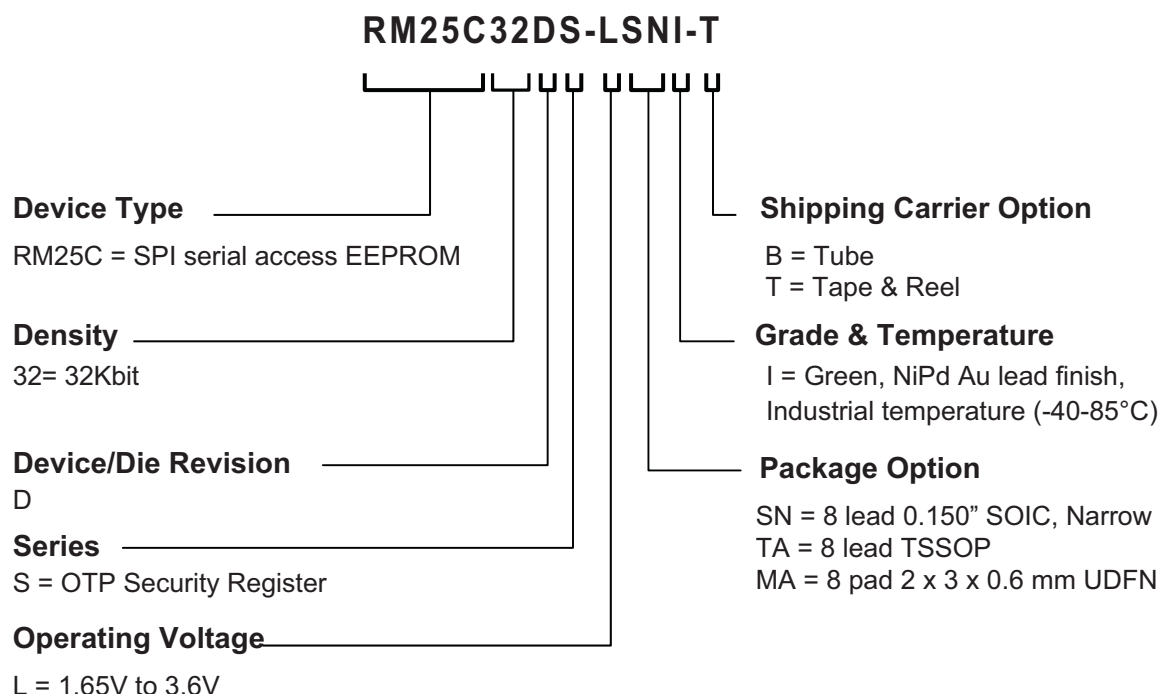 RM25C32DS-LSNI-T
Device Type
RM25C = SPI serial access EEPROM
Density
32= 32Kbit
Device/Die Revision
D
Series
S = OTP Security Register
Operating Voltage
L = 1.65V to 3.6V
Shipping Carrier Option
B = Tube
T = Tape & Reel
Grade & Temperature
I = Green, NiPd Au lead finish,
Industrial temperature (-40-85°C)
Package Option
SN = 8 lead 0.150” SOIC, Narrow
TA = 8 lead TSSOP
MA = 8 pad 2 x 3 x 0.6 mm UDFN